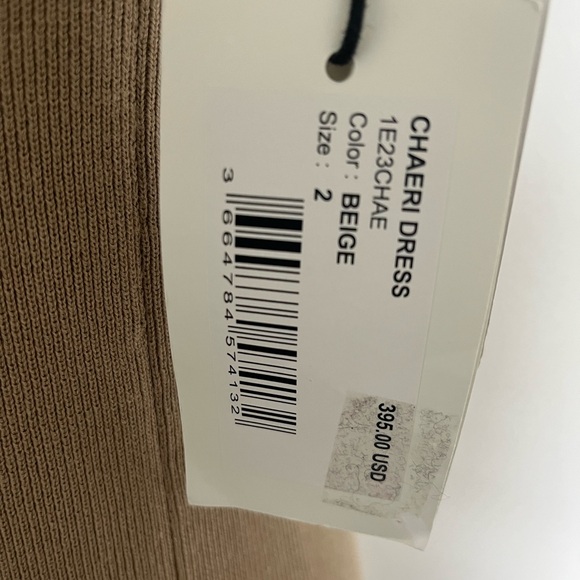 CHAERI DRESS
1E23CHAE
Color : BEIGE
Size : 2
3 664784 574132
395.00 USD